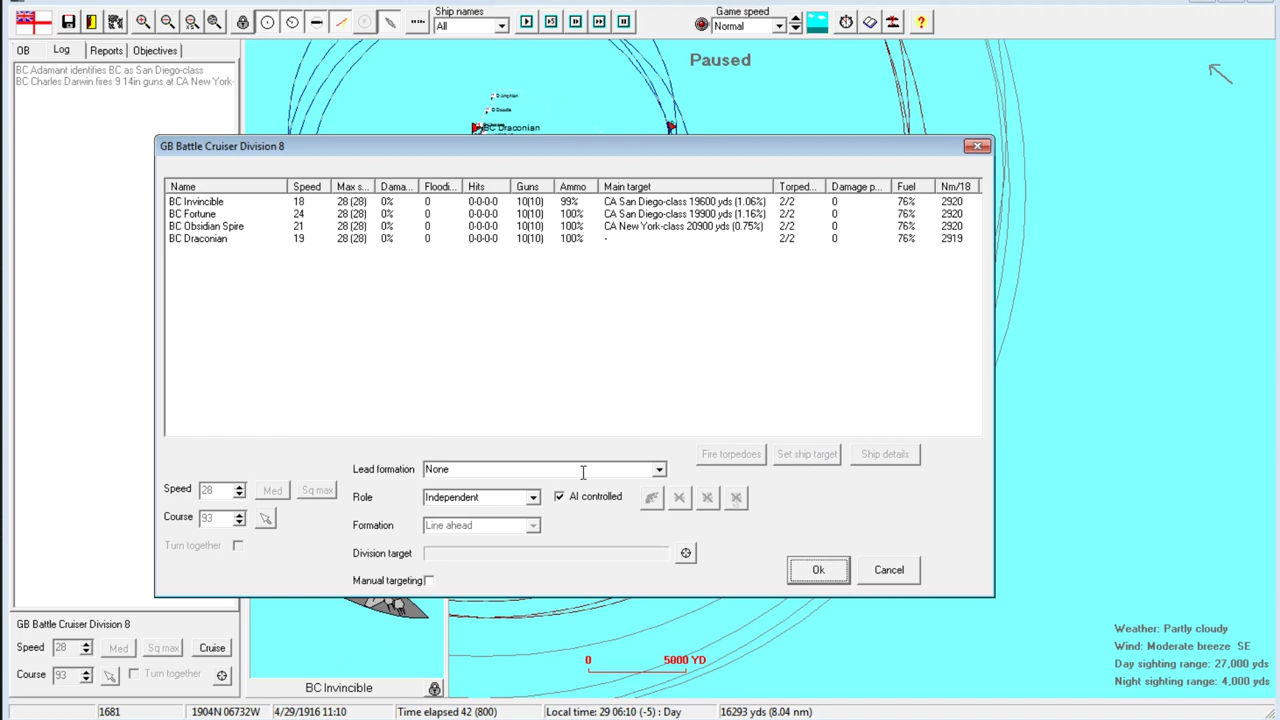 Ship names
All
Game speed
Normal
OB Log Reports Objectives
BC Adamant identifies BC as San Diego-class
BC Charles Darwin fires 9 14in guns at CA New York-
Paused
BC Draconian
GB Battle Cruiser Division 8
Name Speed Max s... Dama... Floodi... Hits Guns Ammo Main target Torped... Damage p... Fuel Nm/18
BC Invincible 18 28 (28) 0% 0 0-0-0-0 10(10) 99% CA San Diego-class 19600 yds (1.06%) 2/2 0 76% 2920
BC Fortune 24 28 (28) 0% 0 0-0-0-0 10(10) 100% CA San Diego-class 19900 yds (1.16%) 2/2 0 76% 2920
BC Obsidian Spire 21 28 (28) 0% 0 0-0-0-0 10(10) 100% CA New York-class 20900 yds (0.75%) 2/2 0 76% 2920
BC Draconian 19 28 (28) 0% 0 0-0-0-0 10(10) 100% - 2/2 0 76% 2919
Fire torpedoes Set ship target Ship details
Lead formation None
Speed 28 Med Sq max
Role Independent AI controlled
Course 93
Formation Line ahead
Turn together
Division target
Ok Cancel
Manual targeting
GB Battle Cruiser Division 8
Speed 28 Med Sq max Cruise
Course 93 Turn together
BC Invincible
0 5000 YD
Weather: Partly cloudy
Wind: Moderate breeze SE
Day sighting range: 27,000 yds
Night sighting range: 4,000 yds
1681 1904N 06732W 4/29/1916 11:10 Time elapsed 42 (800) Local time: 29 06:10 (-5) : Day 16293 yds (8.04 nm)